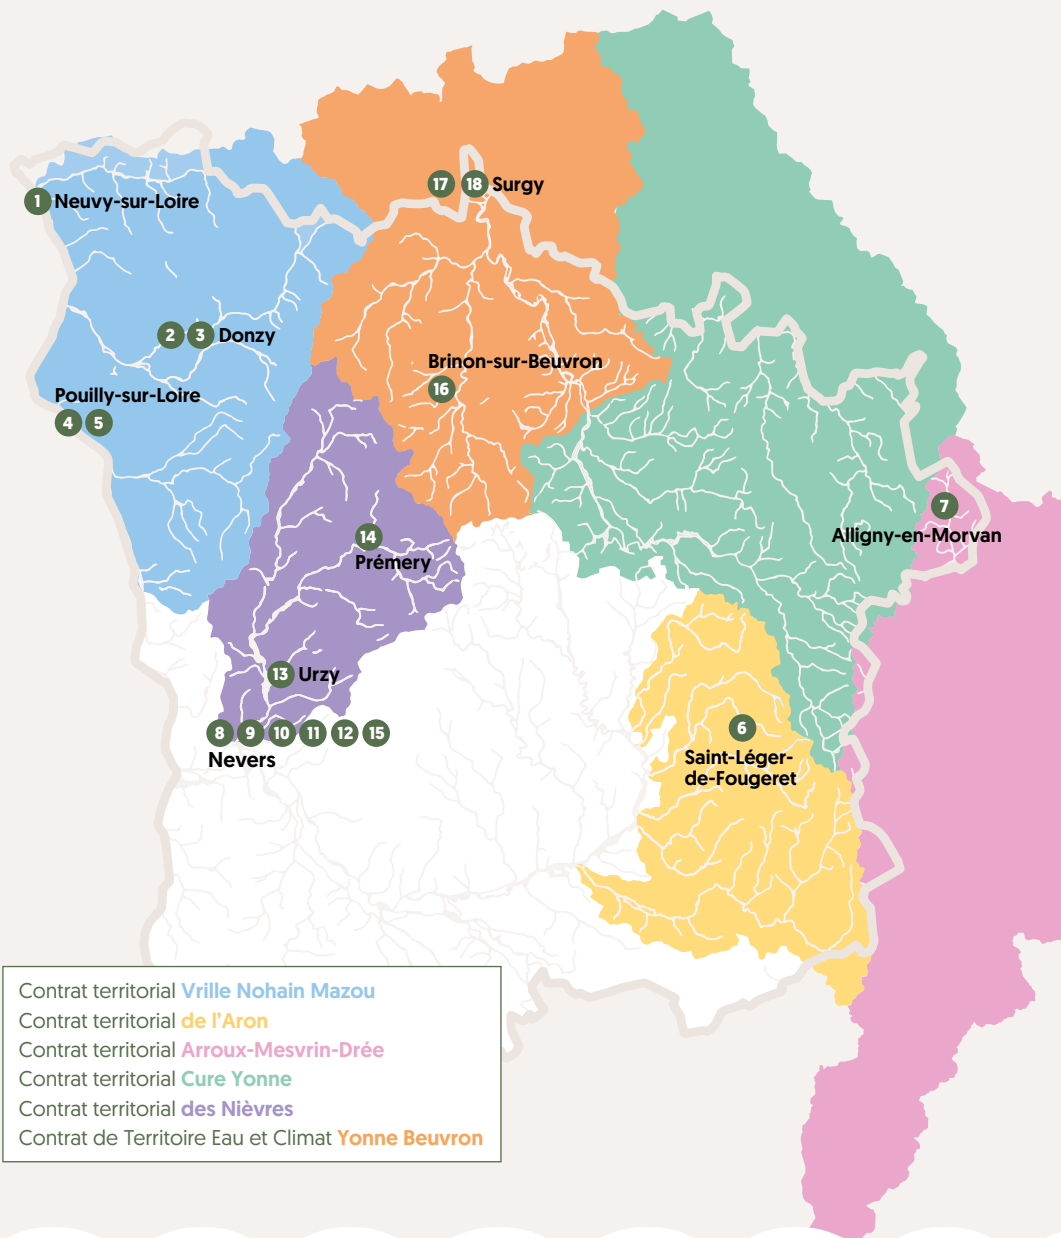 17 18 Surgy
1 Neuvy-sur-Loire
2 3 Donzy
Brinon-sur-Beuvron
16
Pouilly-sur-Loire
4 5
7
Alligny-en-Morvan
14
Prémery
13 Urzy
8 9 10 11 12 15
Nevers
6
Saint-Léger-
de-Fougeret
Contrat territorial Vrille Nohain Mazou
Contrat territorial de l'Aron
Contrat territorial Arroux-Mesvrin-Drée
Contrat territorial Cure Yonne
Contrat territorial des Nièvres
Contrat de Territoire Eau et Climat Yonne Beuvron